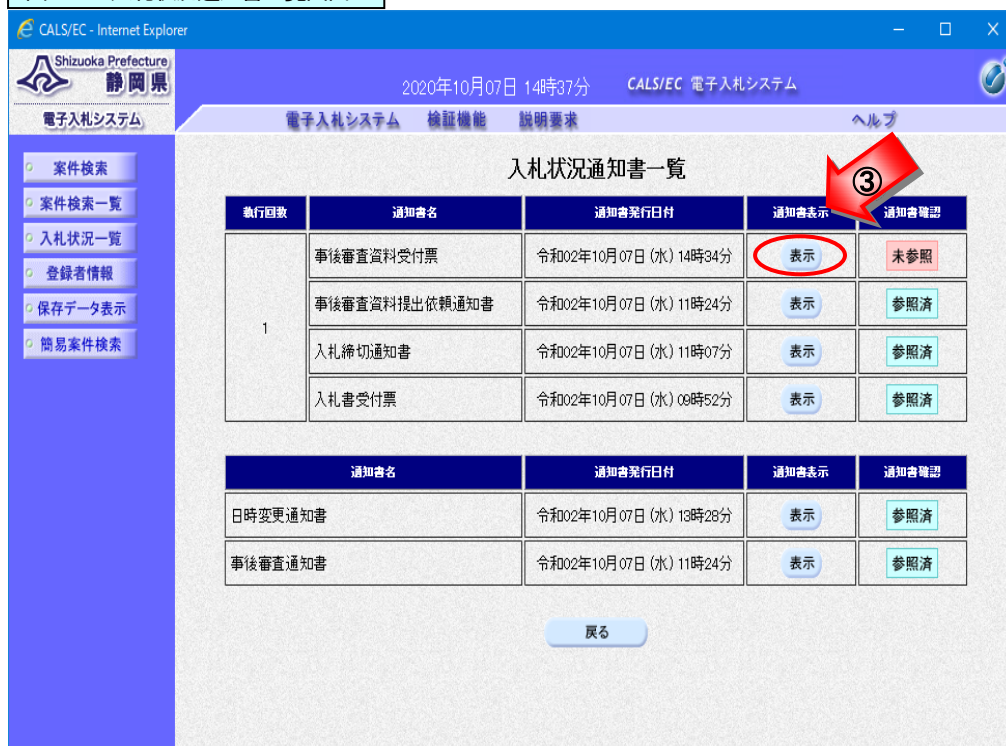 CALS/EC - Internet Explorer
Shizuoka Prefecture
静岡県
2020年10月07日 14時37分 CALS/EC 電子入札システム
電子入札システム
電子入札システム 検証機能 説明要求 ヘルプ
案件検索
案件検索一覧
入札状況一覧
登録者情報
保存データ表示
簡易案件検索
入札状況通知書一覧
③
執行回数 通知書名 通知書発行日付 通知書表示 通知書確認
1
事後審査資料受付票 令和02年10月07日(水)14時34分 表示 未参照
事後審査資料提出依頼通知書 令和02年10月07日(水)11時24分 表示 参照済
入札締切通知書 令和02年10月07日(水)11時07分 表示 参照済
入札書受付票 令和02年10月07日(水)09時52分 表示 参照済
通知書名 通知書発行日付 通知書表示 通知書確認
日時変更通知書 令和02年10月07日(水)13時28分 表示 参照済
事後審査通知書 令和02年10月07日(水)11時24分 表示 参照済
戻る